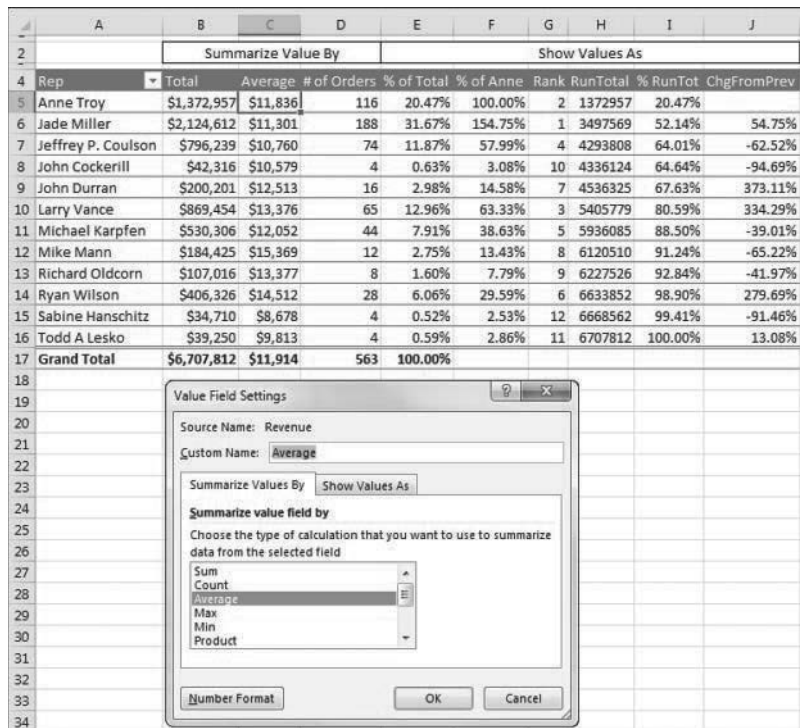 A B C D E F G H I J
2 Summarize Value By Show Values As
4 Rep Total Average # of Orders % of Total % of Anne Rank RunTotal % RunTot ChgFromPrev
5 Anne Troy $1,372,957 $11,836 116 20.47% 100.00% 2 1372957 20.47%
6 Jade Miller $2,124,612 $11,301 188 31.67% 154.75% 1 3497569 52.14% 54.75%
7 Jeffrey P. Coulson $796,239 $10,760 74 11.87% 57.99% 4 4293808 64.01% -62.52%
8 John Cockerill $42,316 $10,579 4 0.63% 3.08% 10 4336124 64.64% -94.69%
9 John Durran $200,201 $12,513 16 2.98% 14.58% 7 4536325 67.63% 373.11%
10 Larry Vance $869,454 $13,376 65 12.96% 63.33% 3 5405779 80.59% 334.29%
11 Michael Karpfen $530,306 $12,052 44 7.91% 38.63% 5 5936085 88.50% -39.01%
12 Mike Mann $184,425 $15,369 12 2.75% 13.43% 8 6120510 91.24% -65.22%
13 Richard Oldcorn $107,016 $13,377 8 1.60% 7.79% 9 6227526 92.84% -41.97%
14 Ryan Wilson $406,326 $14,512 28 6.06% 29.59% 6 6633852 98.90% 279.69%
15 Sabine Hanschitz $34,710 $8,678 4 0.52% 2.53% 12 6668562 99.41% -91.46%
16 Todd A Lesko $39,250 $9,813 4 0.59% 2.86% 11 6707812 100.00% 13.08%
17 Grand Total $6,707,812 $11,914 563 100.00%
18
19 Value Field Settings
20 Source Name: Revenue
21
22 Custom Name: Average
23 Summarize Values By Show Values As
24 Summarize value field by
25 Choose the type of calculation that you want to use to summarize
26 data from the selected field
27 Sum
28 Count
Average
29 Max
30 Min
Product
31
32
33 Number Format OK Cancel
34